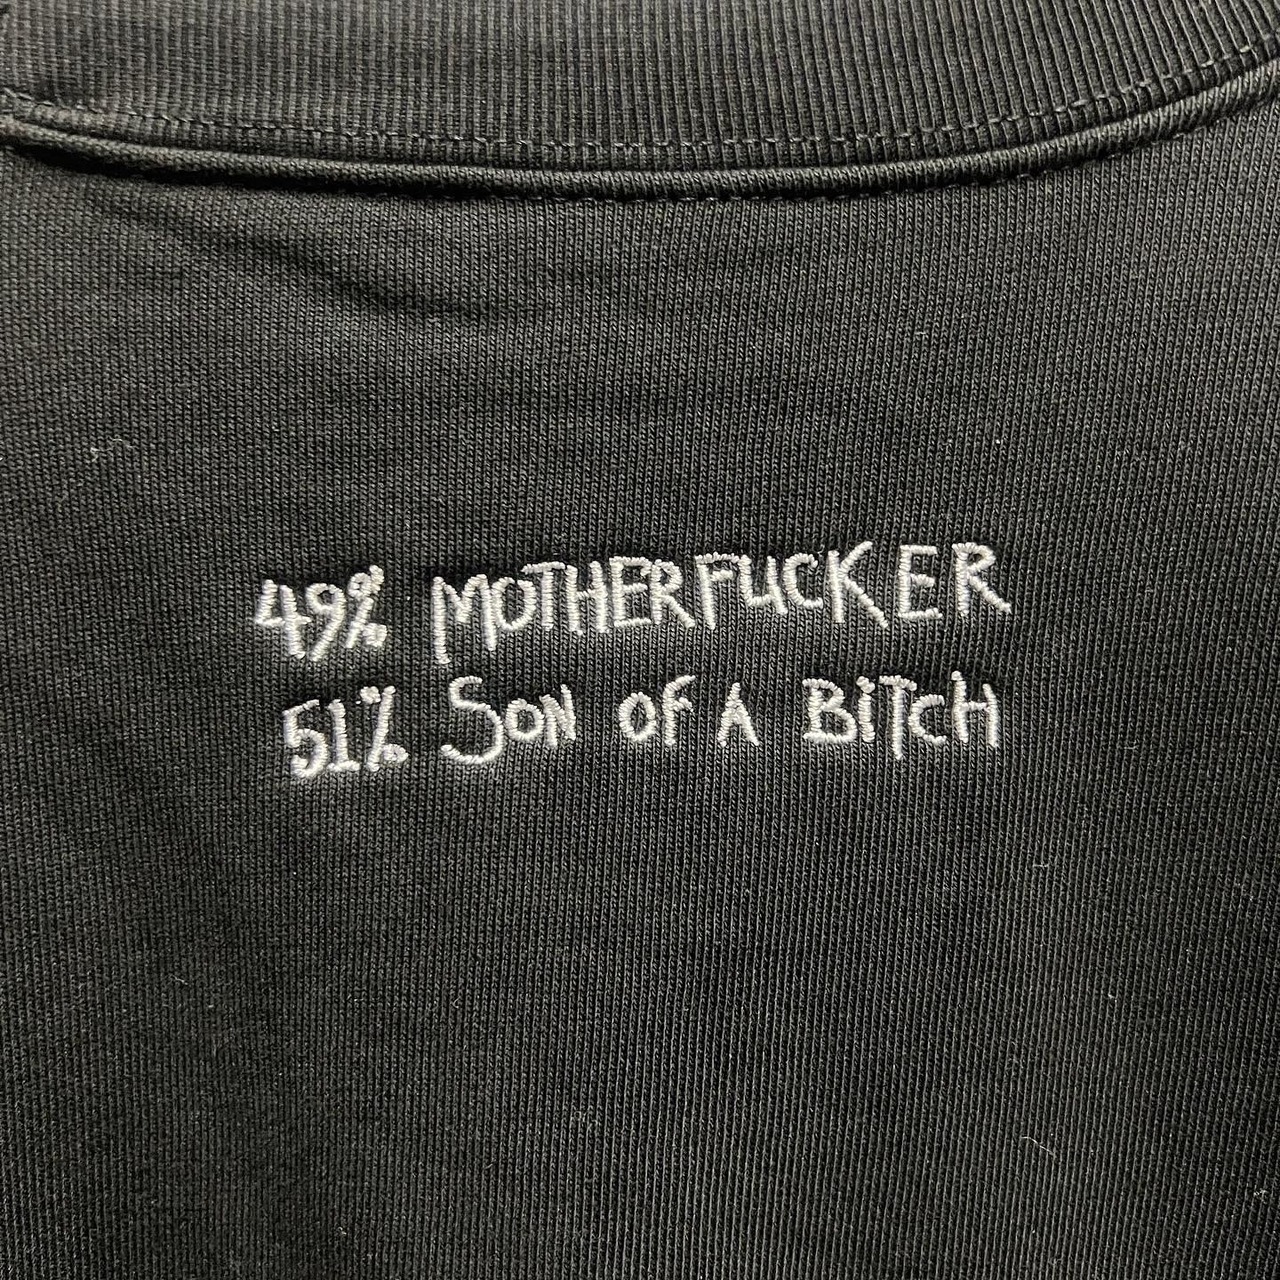 49% MOTHERFUCKER
51% SON OF A BiTCH